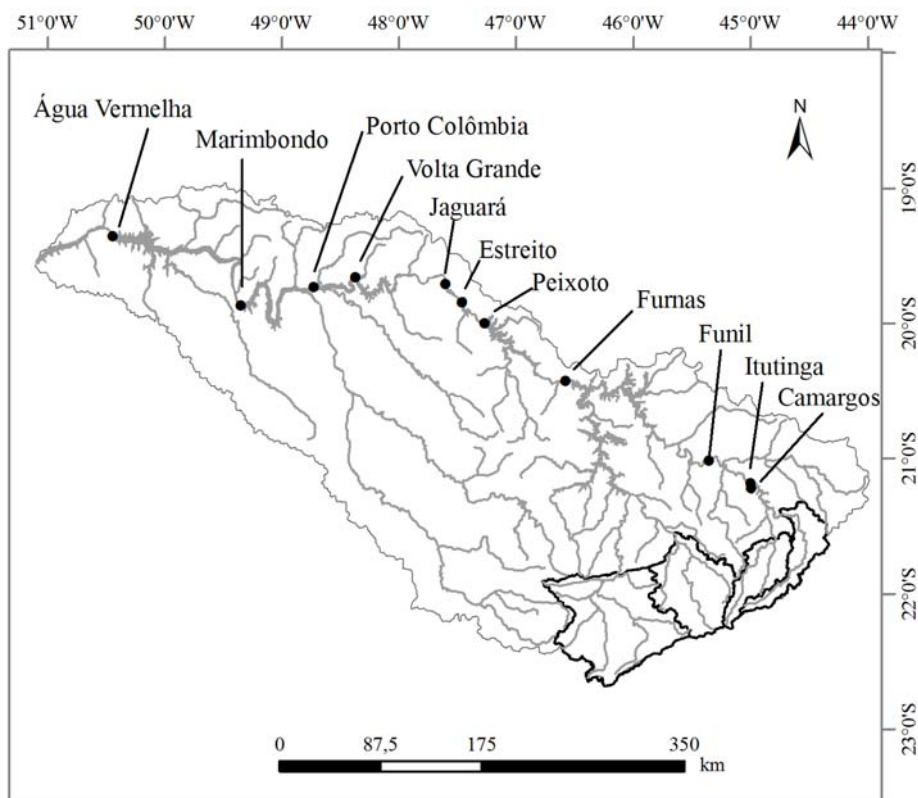 51°0'W 50°0'W 49°0'W 48°0'W 47°0'W 46°0'W 45°0'W 44°0'W
Água Vermelha
Marimbondo
Porto Colômbia
Volta Grande
Jaguará
Estreito
Peixoto
Furnas
Funil
Itutinga
Camargos
N
19°0'S
20°0'S
21°0'S
22°0'S
23°0'S
0 87,5 175 350
km